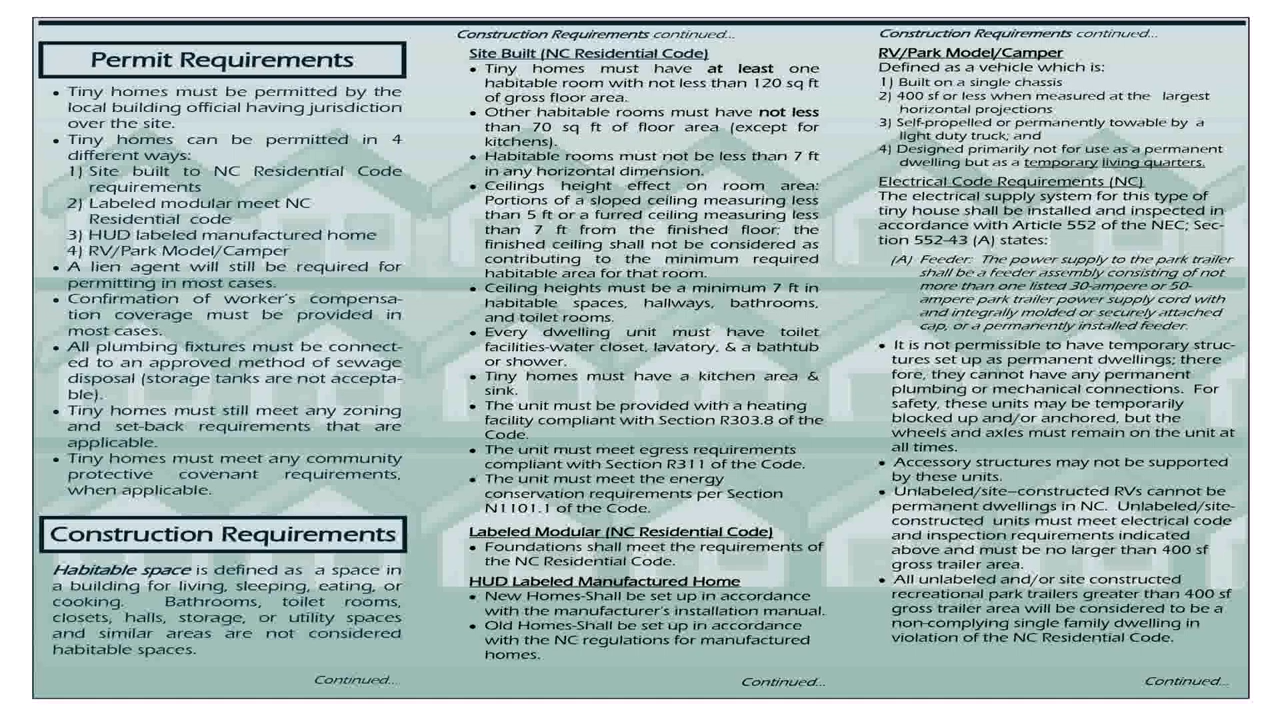 Permit Requirements
• Tiny homes must be permitted by the
local building official having jurisdiction
over the site.
• Tiny homes can be permitted in 4
different ways:
1) Site built to NC Residential Code
requirements
2) Labeled modular meet NC
Residential code
3) HUD labeled manufactured home
4) RV/Park Model/Camper
• A lien agent will still be required for
permitting in most cases.
• Confirmation of worker's compensa-
tion coverage must be provided in
most cases.
• All plumbing fixtures must be connect-
ed to an approved method of sewage
disposal (storage tanks are not accepta-
ble).
• Tiny homes must still meet any zoning
and set-back requirements that are
applicable.
• Tiny homes must meet any community
protective covenant requirements,
when applicable.
Construction Requirements
Habitable space is defined as a space in
a building for living, sleeping, eating, or
cooking. Bathrooms, toilet rooms,
closets, halls, storage, or utility spaces
and similar areas are not considered
habitable spaces.
Continued...
Construction Requirements continued...
Site Built (NC Residential Code)
• Tiny homes must have at least one
habitable room with not less than 120 sq ft
of gross floor area.
• Other habitable rooms must have not less
than 70 sq ft of floor area (except for
kitchens).
• Habitable rooms must not be less than 7 ft
in any horizontal dimension.
• Ceilings height effect on room area:
Portions of a sloped ceiling measuring less
than 5 ft or a furred ceiling measuring less
than 7 ft from the finished floor; the
finished ceiling shall not be considered as
contributing to the minimum required
habitable area for that room.
• Ceiling heights must be a minimum 7 ft in
habitable spaces, hallways, bathrooms,
and toilet rooms.
• Every dwelling unit must have toilet
facilities-water closet, lavatory, & a bathtub
or shower.
• Tiny homes must have a kitchen area &
sink.
• The unit must be provided with a heating
facility compliant with Section R303.8 of the
Code.
• The unit must meet egress requirements
compliant with Section R311 of the Code.
• The unit must meet the energy
conservation requirements per Section
N1101.1 of the Code.
Labeled Modular (NC Residential Code)
• Foundations shall meet the requirements of
the NC Residential Code.
HUD Labeled Manufactured Home
• New Homes-Shall be set up in accordance
with the manufacturer's installation manual.
• Old Homes-Shall be set up in accordance
with the NC regulations for manufactured
homes.
Continued...
Construction Requirements continued...
RV/Park Model/Camper
Defined as a vehicle which is:
1) Built on a single chassis
2) 400 sf or less when measured at the largest
horizontal projections
3) Self-propelled or permanently towable by a
light duty truck; and
4) Designed primarily not for use as a permanent
dwelling but as a temporary living quarters.
Electrical Code Requirements (NC)
The electrical supply system for this type of
tiny house shall be installed and inspected in
accordance with Article 552 of the NEC; Sec-
tion 552-43 (A) states:
(A) Feeder: The power supply to the park trailer
shall be a feeder assembly consisting of not
more than one listed 30-ampere or 50-
ampere park trailer power supply cord with
and integrally molded or securely attached
cap, or a permanently installed feeder.
• It is not permissible to have temporary struc-
tures set up as permanent dwellings; there
fore, they cannot have any permanent
plumbing or mechanical connections. For
safety, these units may be temporarily
blocked up and/or anchored, but the
wheels and axles must remain on the unit at
all times.
• Accessory structures may not be supported
by these units.
• Unlabeled/site–constructed RVs cannot be
permanent dwellings in NC. Unlabeled/site-
constructed units must meet electrical code
and inspection requirements indicated
above and must be no larger than 400 sf
gross trailer area.
• All unlabeled and/or site constructed
recreational park trailers greater than 400 sf
gross trailer area will be considered to be a
non-complying single family dwelling in
violation of the NC Residential Code.
Continued...